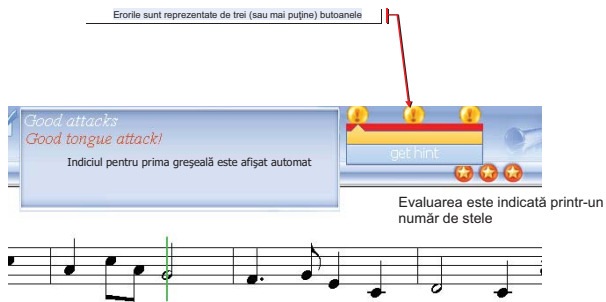 Erorile sunt reprezentate de trei (sau mai puţine) butoanele
Good attacks
Good tongue attack!
Indiciul pentru prima greşeală este afişat automat
get hint
Evaluarea este indicată printr-un
număr de stele